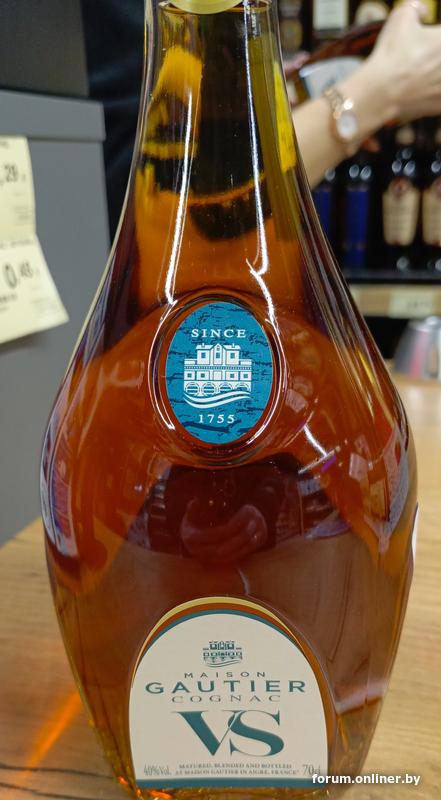 SINCE
1755
MAISON
GAUTIER
COGNAC
VS
MATURED, BLENDED AND BOTTLED
40%Vol. AT MAISON GAUTIER IN AIGRE, FRANCE 70cl
forum.onliner.by